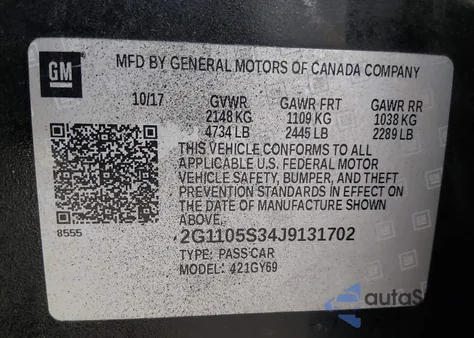 GM
MFD BY GENERAL MOTORS OF CANADA COMPANY
10/17 GVWR GAWR FRT GAWR RR
2148 KG 1109 KG 1038 KG
4734 LB 2445 LB 2289 LB
THIS VEHICLE CONFORMS TO ALL
APPLICABLE U.S. FEDERAL MOTOR
VEHICLE SAFETY, BUMPER, AND THEFT
PREVENTION STANDARDS IN EFFECT ON
THE DATE OF MANUFACTURE SHOWN
ABOVE.
8555
2G1105S34J9131702
TYPE: PASS CAR
MODEL: 421GY69